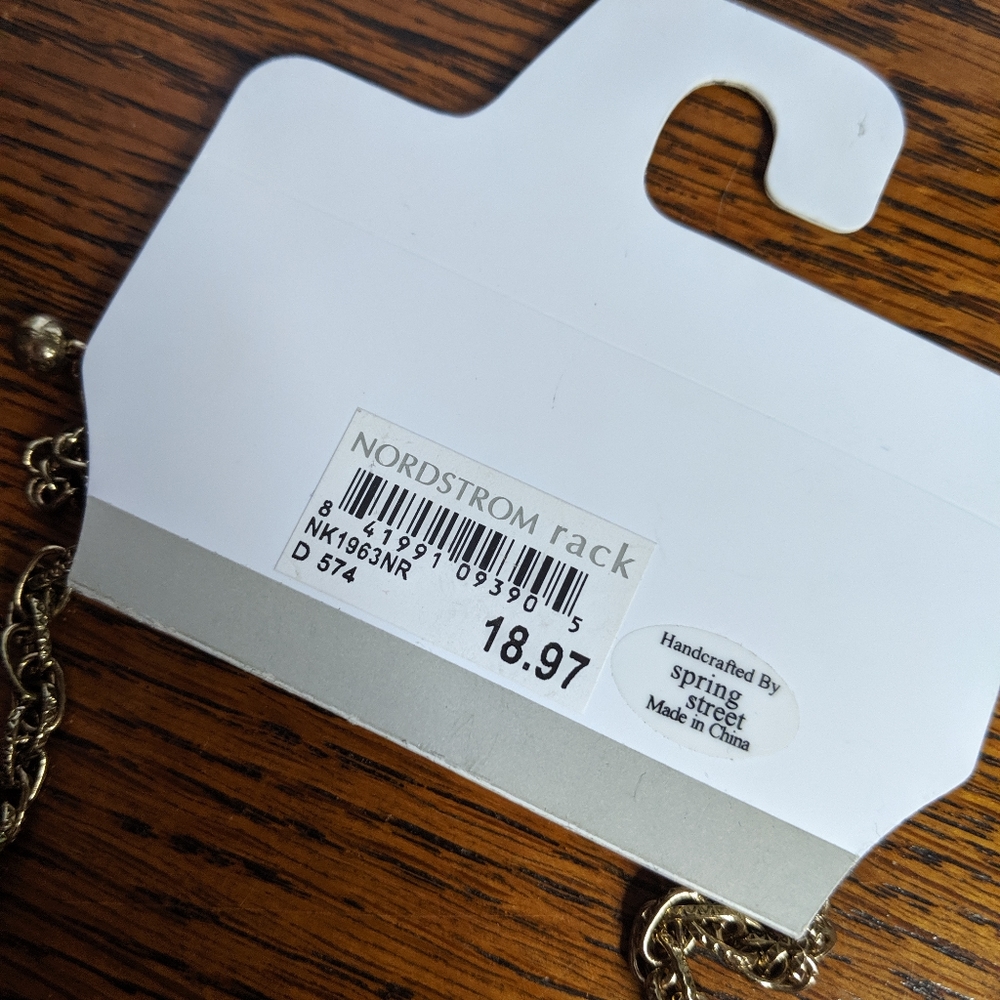 NORDSTROM rack
8 41991 09390 5
NK1963NR
D 574
18.97
Handcrafted By
spring
street
Made in China